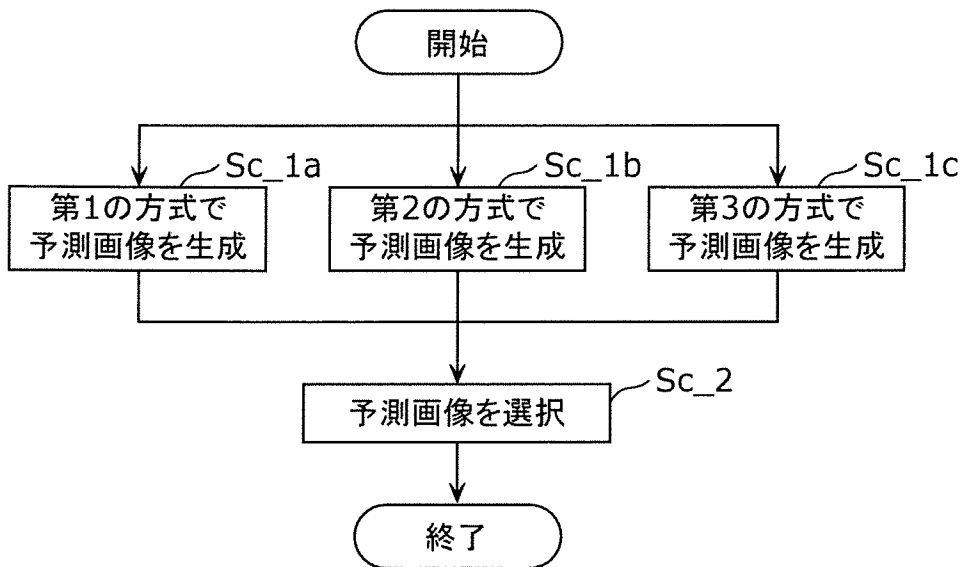 開始
Sc_1a
第1の方式で
予測画像を生成
Sc_1b
第2の方式で
予測画像を生成
Sc_1c
第3の方式で
予測画像を生成
Sc_2
予測画像を選択
終了